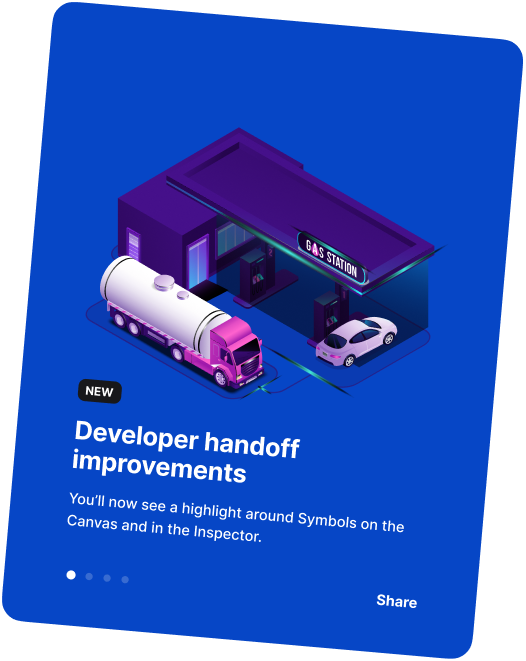 GAS STATION
NEW
Developer handoff
improvements
You’ll now see a highlight around Symbols on the
Canvas and in the Inspector.
Share